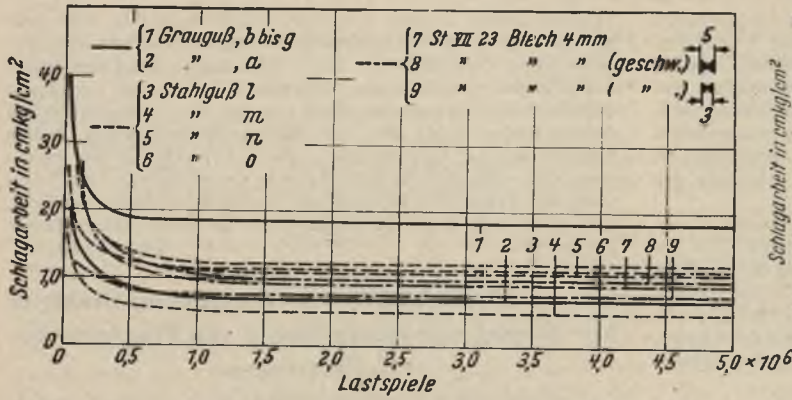 1 Grauguß, b bis g
2 " , a
3 Stahlguß l
4 " m
5 " n
6 " o
7 St VII 23 Blech 4mm
8 " " " (geschw.)
9 " " " ( " .)
5
3
Schlagarbeit in cmkg/cm²
4,0
3,0
2,0
1,0
0
1 2 3 4 5 6 7 8 9
0 0,5 1,0 1,5 2,0 2,5 3,0 3,5 4,0 4,5 5,0 × 10⁶
Lastspiele
Schlagarbeit in cmkg/cm²